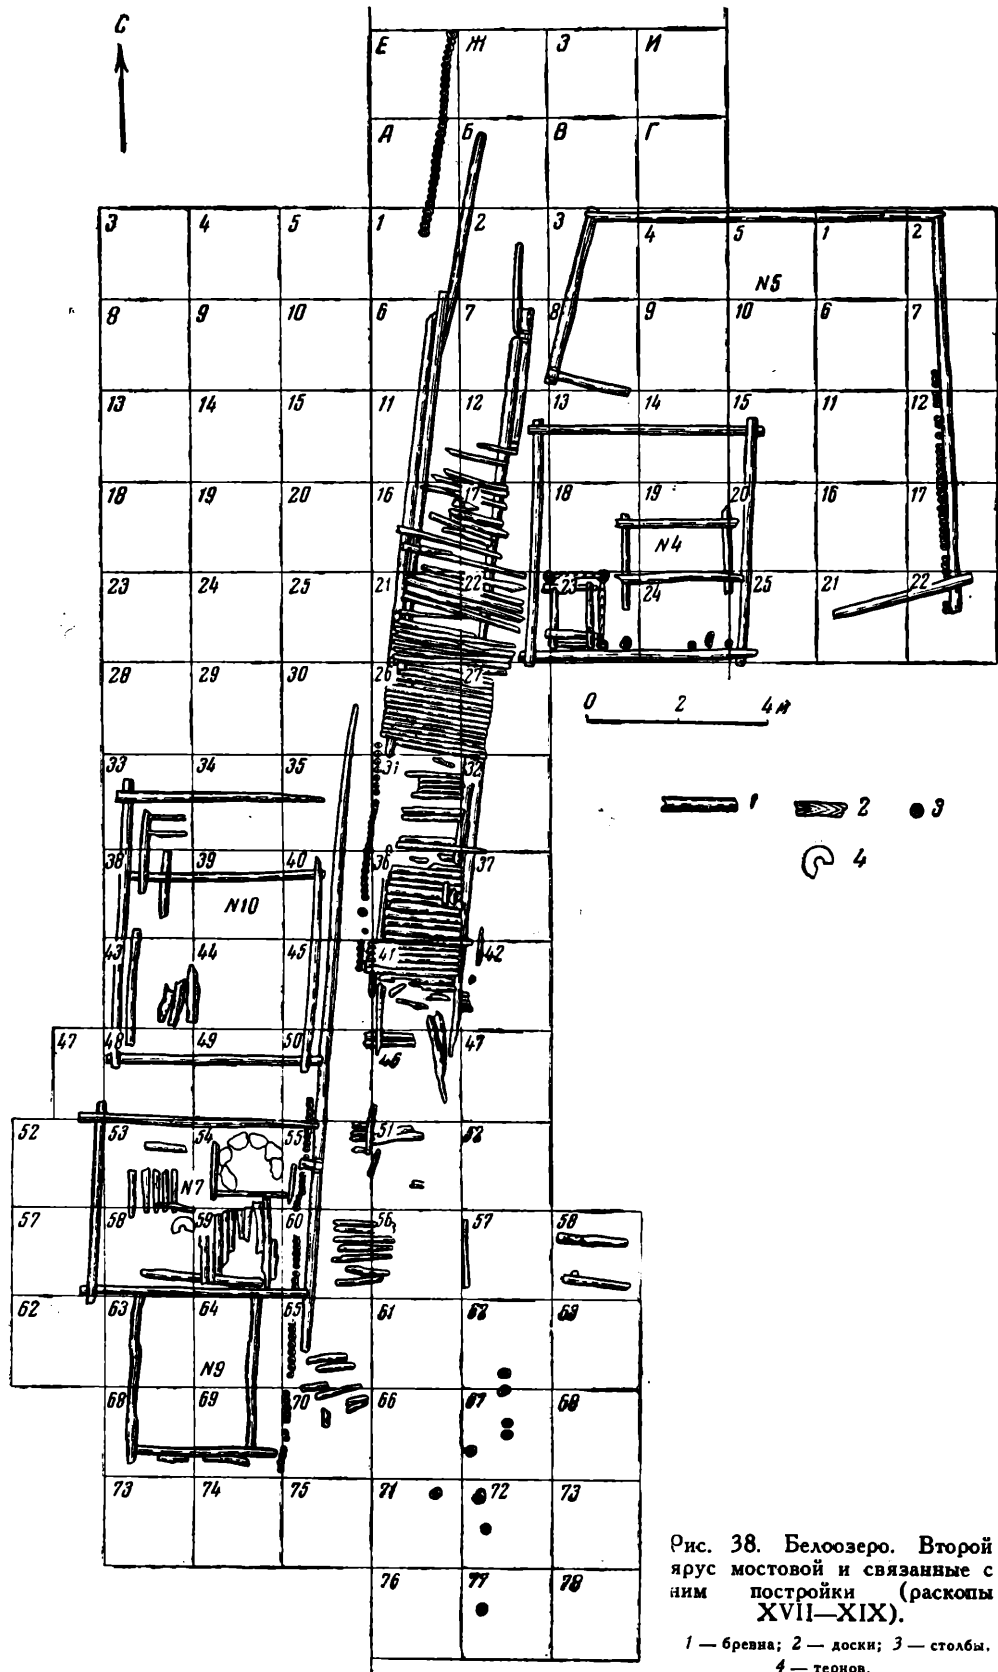 С
Е Ж З И
А Б В Г
3 4 5 1 2 3 4 5 1 2
N5
8 9 10 6 7 8 9 10 6 7
13 14 15 11 12 13 14 15 11 12
18 19 20 16 17 18 19 20 16 17
N4
23 24 25 21 22 23 24 25 21 22
28 29 30 26 27
0 2 4 м
33 34 35 31 32
1 2 3
38 39 40 36 37
4
N10
43 44 45 41 42
47 48 49 50 46 47
52 53 54 55 51 52
N7
57 58 59 60 56 57 58
62 63 64 65 61 62 63
N9
68 69 70 66 67 68
73 74 75 71 72 73
76 77 78
Рис. 38. Белоозеро. Второй
ярус мостовой и связанные с
ним постройки (раскопы
XVII—XIX).
1 — бревна; 2 — доски; 3 — столбы.
4 — тернов.